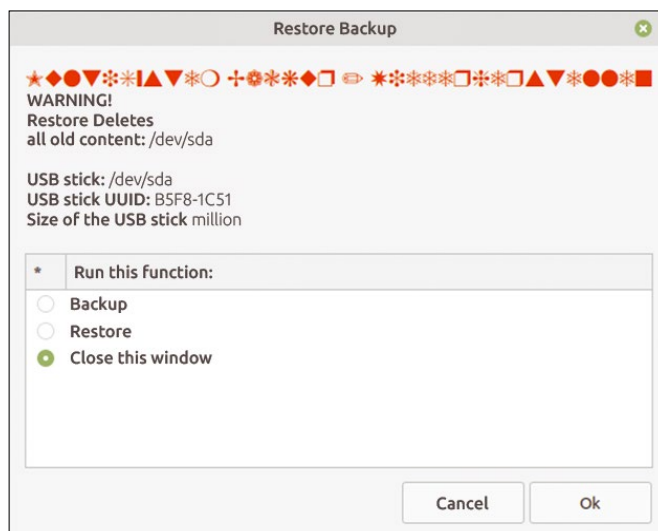 Restore Backup
WARNING!
Restore Deletes
all old content: /dev/sda
USB stick: /dev/sda
USB stick UUID: B5F8-1C51
Size of the USB stick million
* Run this function:
Backup
Restore
Close this window
Cancel
Ok